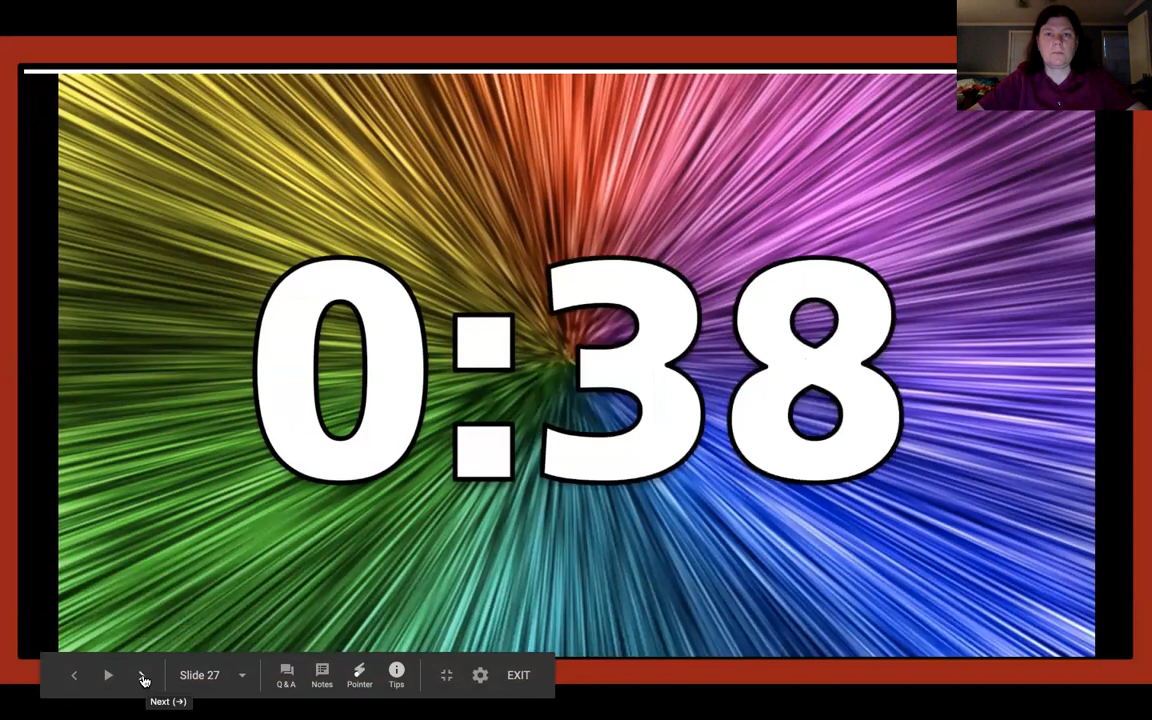 0:38
Slide 27
Q & A
Notes
Pointer
Tips
EXIT
Next (→)